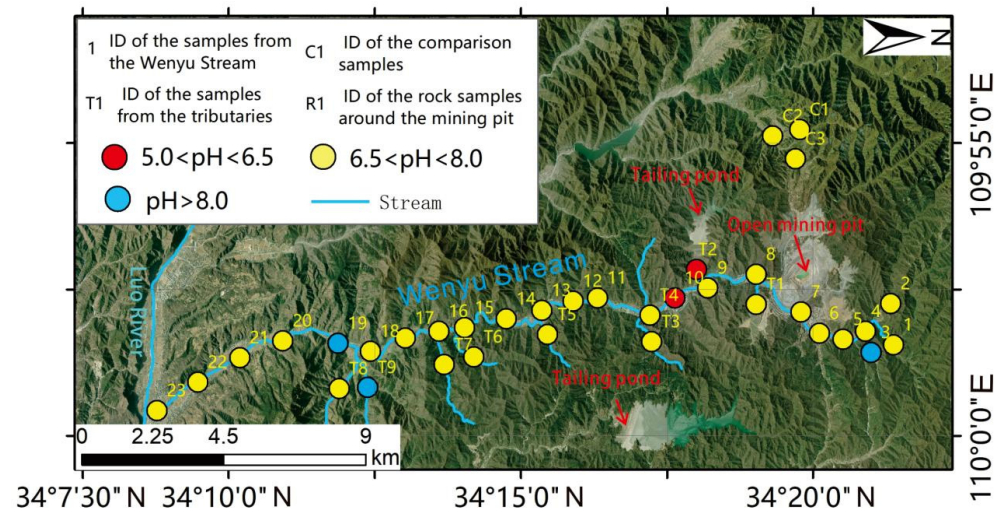 1 ID of the samples from
the Wenyu Stream
C1 ID of the comparison
samples
T1 ID of the samples
from the tributaries
R1 ID of the rock samples
around the mining pit
5.0<pH<6.5
6.5<pH<8.0
pH>8.0
Stream
N
C2
C1
C3
Tailing pond
Open mining pit
Luo River
Wenyu Stream
T2
9
8
10
T1
2
T4
7
6
5
4
3
1
11
12
13
14
15
16
17
18
19
20
21
22
23
T3
T5
T6
T7
T8
T9
Tailing pond
0 2.25 4.5 9
km
109°55'0"E
110°0'0"E
34°7'30"N 34°10'0"N 34°15'0"N 34°20'0"N